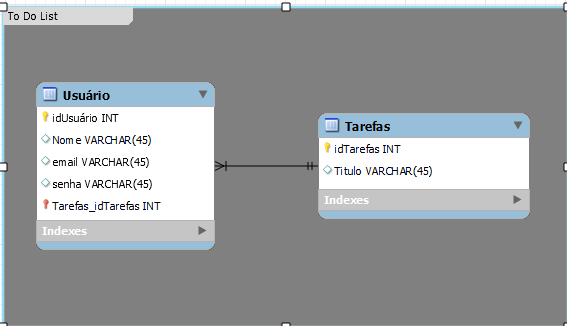 To Do List
Usuário
idUsuário INT
Nome VARCHAR(45)
email VARCHAR(45)
senha VARCHAR(45)
Tarefas_idTarefas INT
Indexes
Tarefas
idTarefas INT
Titulo VARCHAR(45)
Indexes